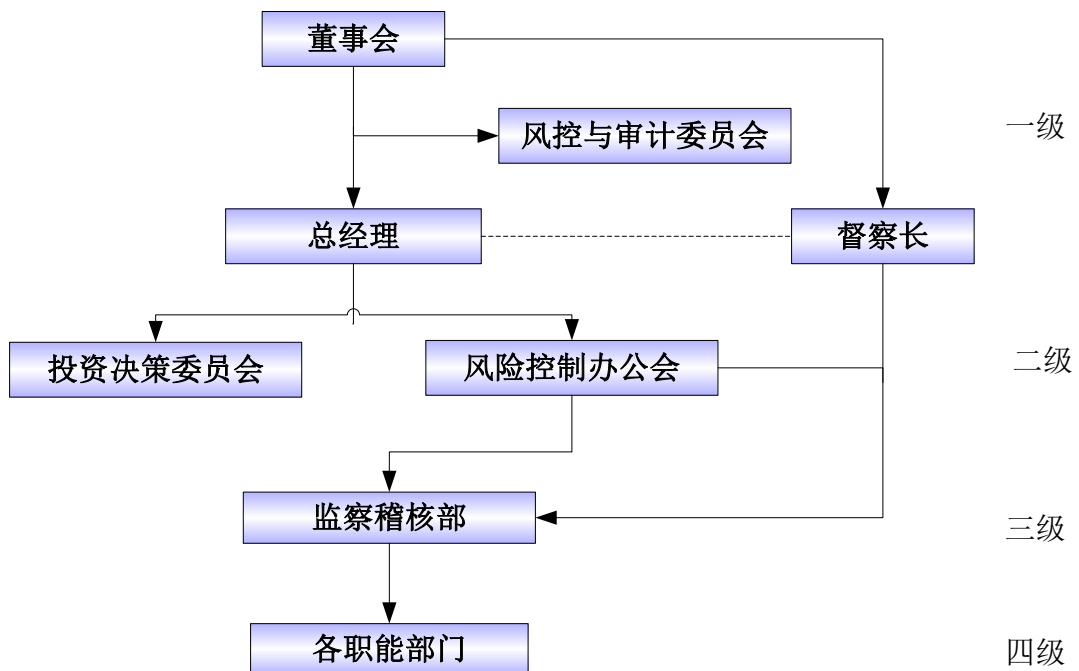 董事会
风控与审计委员会
一级
总经理
督察长
投资决策委员会
风险控制办公会
二级
监察稽核部
三级
各职能部门
四级